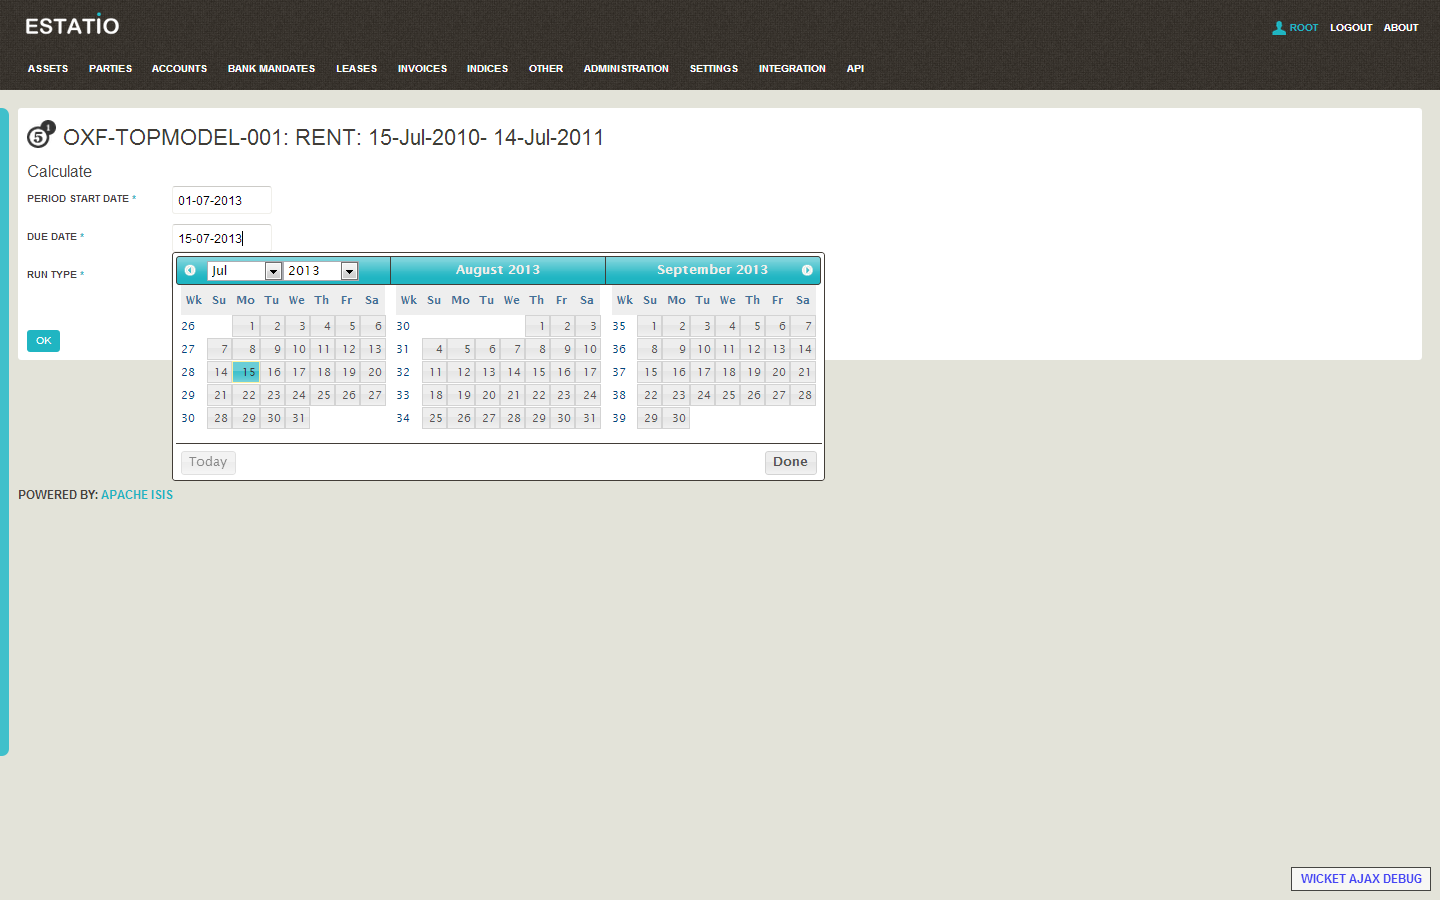 ESTATIO
ROOT LOGOUT ABOUT
ASSETS PARTIES ACCOUNTS BANK MANDATES LEASES INVOICES INDICES OTHER ADMINISTRATION SETTINGS INTEGRATION API
5 1 OXF-TOPMODEL-001: RENT: 15-Jul-2010- 14-Jul-2011
Calculate
PERIOD START DATE * 01-07-2013
DUE DATE * 15-07-2013
RUN TYPE *
OK
Jul 2013 August 2013 September 2013
Wk Su Mo Tu We Th Fr Sa Wk Su Mo Tu We Th Fr Sa Wk Su Mo Tu We Th Fr Sa
26 1 2 3 4 5 6 30 1 2 3 35 1 2 3 4 5 6 7
27 7 8 9 10 11 12 13 31 4 5 6 7 8 9 10 36 8 9 10 11 12 13 14
28 14 15 16 17 18 19 20 32 11 12 13 14 15 16 17 37 15 16 17 18 19 20 21
29 21 22 23 24 25 26 27 33 18 19 20 21 22 23 24 38 22 23 24 25 26 27 28
30 28 29 30 31 34 25 26 27 28 29 30 31 39 29 30
Today Done
POWERED BY: APACHE ISIS
WICKET AJAX DEBUG